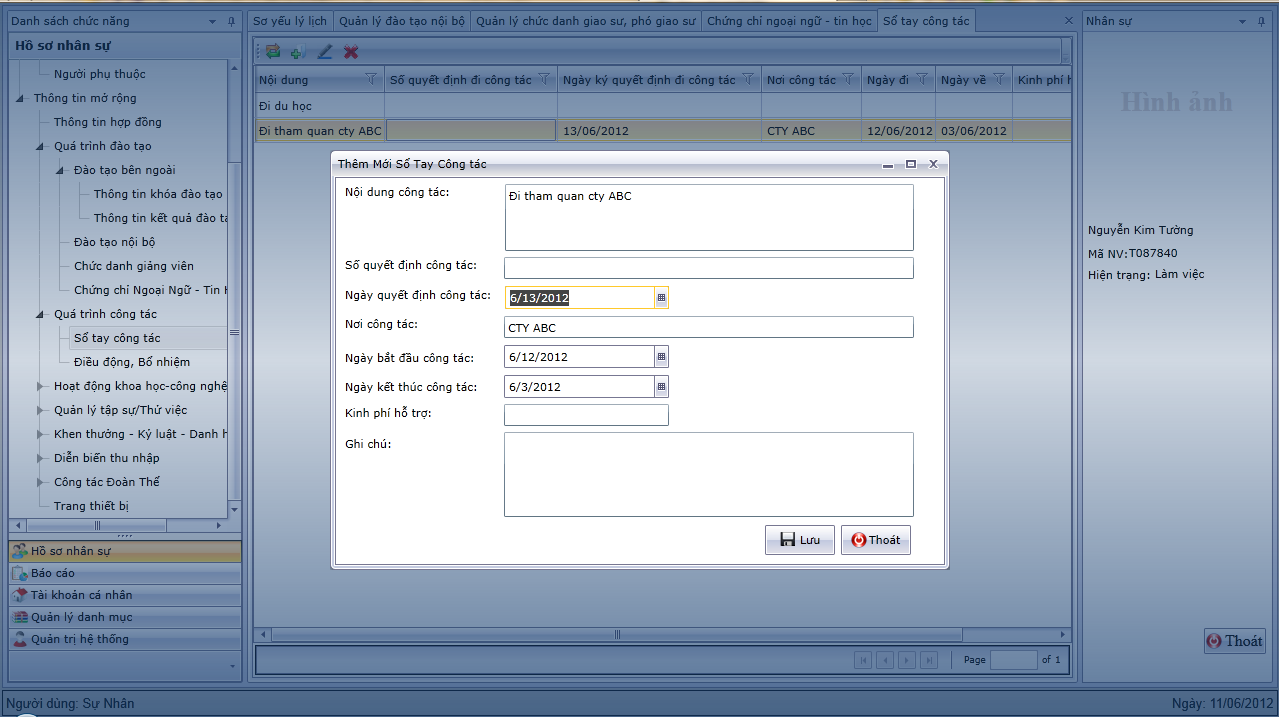 Danh sách chức năng
Hồ sơ nhân sự
Người phụ thuộc
Thông tin mở rộng
Thông tin hợp đồng
Quá trình đào tạo
Đào tạo bên ngoài
Thông tin khóa đào tạo
Thông tin kết quả đào tạ
Đào tạo nội bộ
Chức danh giảng viên
Chứng chỉ Ngoại Ngữ - Tin H
Quá trình công tác
Sổ tay công tác
Điều động, Bổ nhiệm
Hoạt động khoa học-công nghệ
Quản lý tập sự/Thử việc
Khen thưởng - Kỷ luật - Danh h
Diễn biến thu nhập
Công tác Đoàn Thể
Trang thiết bị
Hồ sơ nhân sự
Báo cáo
Tài khoản cá nhân
Quản lý danh mục
Quản trị hệ thống
Sơ yếu lý lịch Quản lý đào tạo nội bộ Quản lý chức danh giao sư, phó giao sư Chứng chỉ ngoại ngữ - tin học Sổ tay công tác
Nội dung Số quyết định đi công tác Ngày ký quyết định đi công tác Nơi công tác Ngày đi Ngày về Kinh phí h
Đi du học
Đi tham quan cty ABC 13/06/2012 CTY ABC 12/06/2012 03/06/2012
Thêm Mới Sổ Tay Công tác
Nội dung công tác: Đi tham quan cty ABC
Số quyết định công tác:
Ngày quyết định công tác: 6/13/2012
Nơi công tác: CTY ABC
Ngày bắt đầu công tác: 6/12/2012
Ngày kết thúc công tác: 6/3/2012
Kinh phí hỗ trợ:
Ghi chú:
Lưu Thoát
Page of 1
Nhân sự
Hình ảnh
Nguyễn Kim Tường
Mã NV:T087840
Hiện trạng: Làm việc
Thoát
Người dùng: Sự Nhân Ngày: 11/06/2012